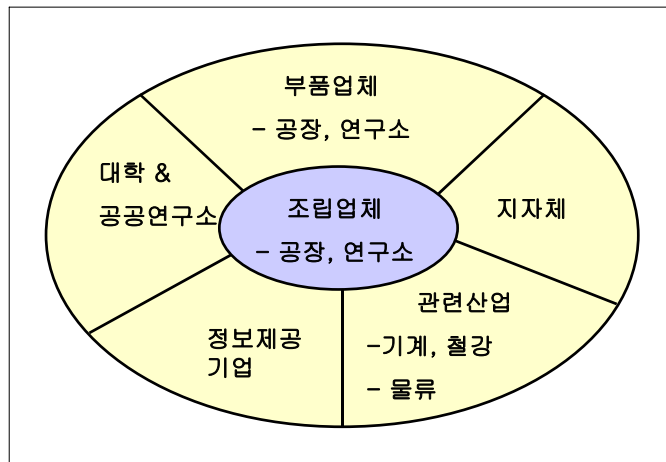 부품업체
– 공장, 연구소
대학 &
공공연구소
조립업체
– 공장, 연구소
지자체
정보제공
기업
관련산업
–기계, 철강
– 물류